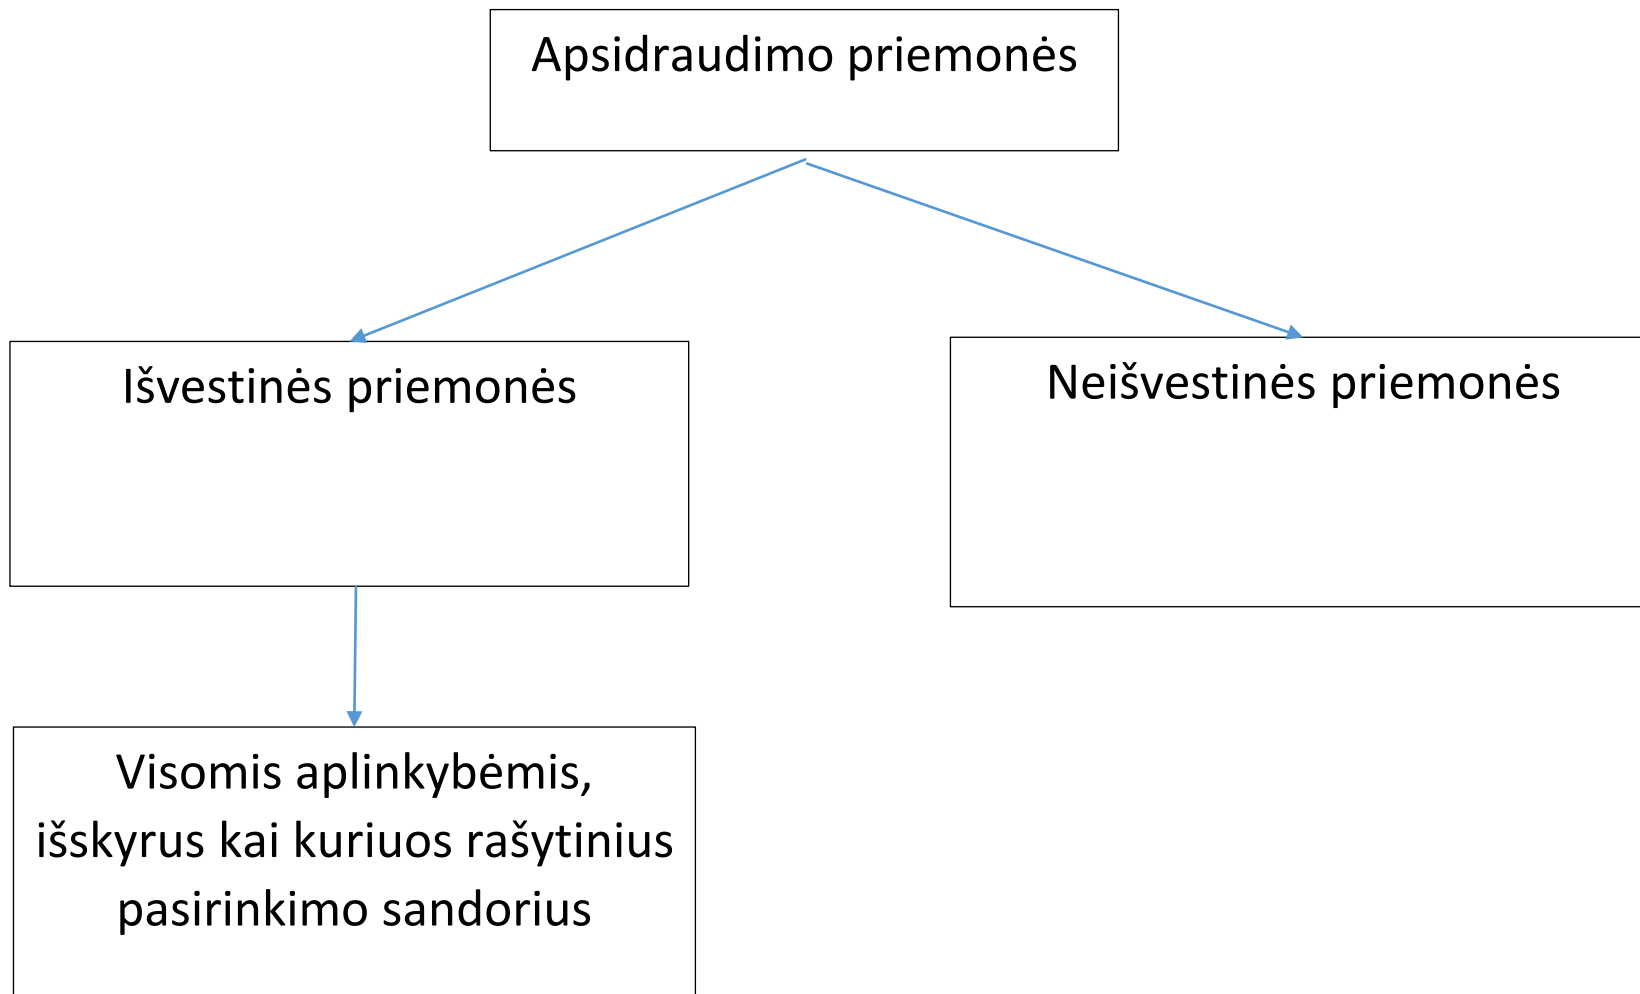 Apsidraudimo priemonės
Išvestinės priemonės
Neišvestinės priemonės
Visomis aplinkybėmis,
išskyrus kai kuriuos rašytinius
pasirinkimo sandorius